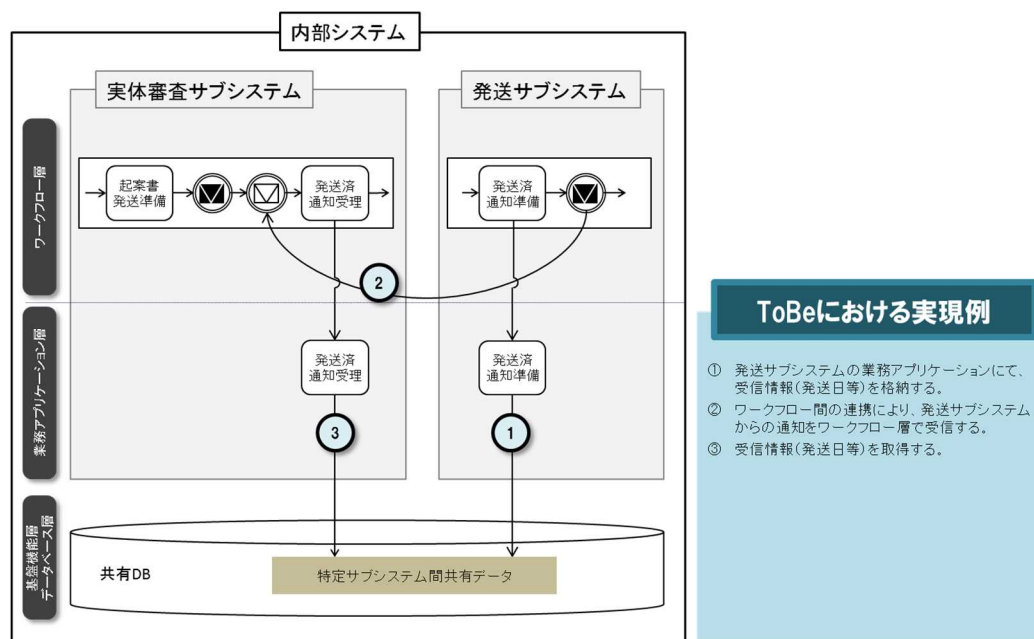 内部システム
実体審査サブシステム
発送サブシステム
ワークフロー層
起案書
発送準備
発送済
通知受理
発送済
通知準備
2
業務アプリケーション層
発送済
通知受理
発送済
通知準備
3
1
基盤機能層
データベース層
共有DB
特定サブシステム間共有データ
ToBeにおける実現例
① 発送サブシステムの業務アプリケーションにて、
受信情報(発送日等)を格納する。
② ワークフロー間の連携により、発送サブシステム
からの通知をワークフロー層で受信する。
③ 受信情報(発送日等)を取得する。